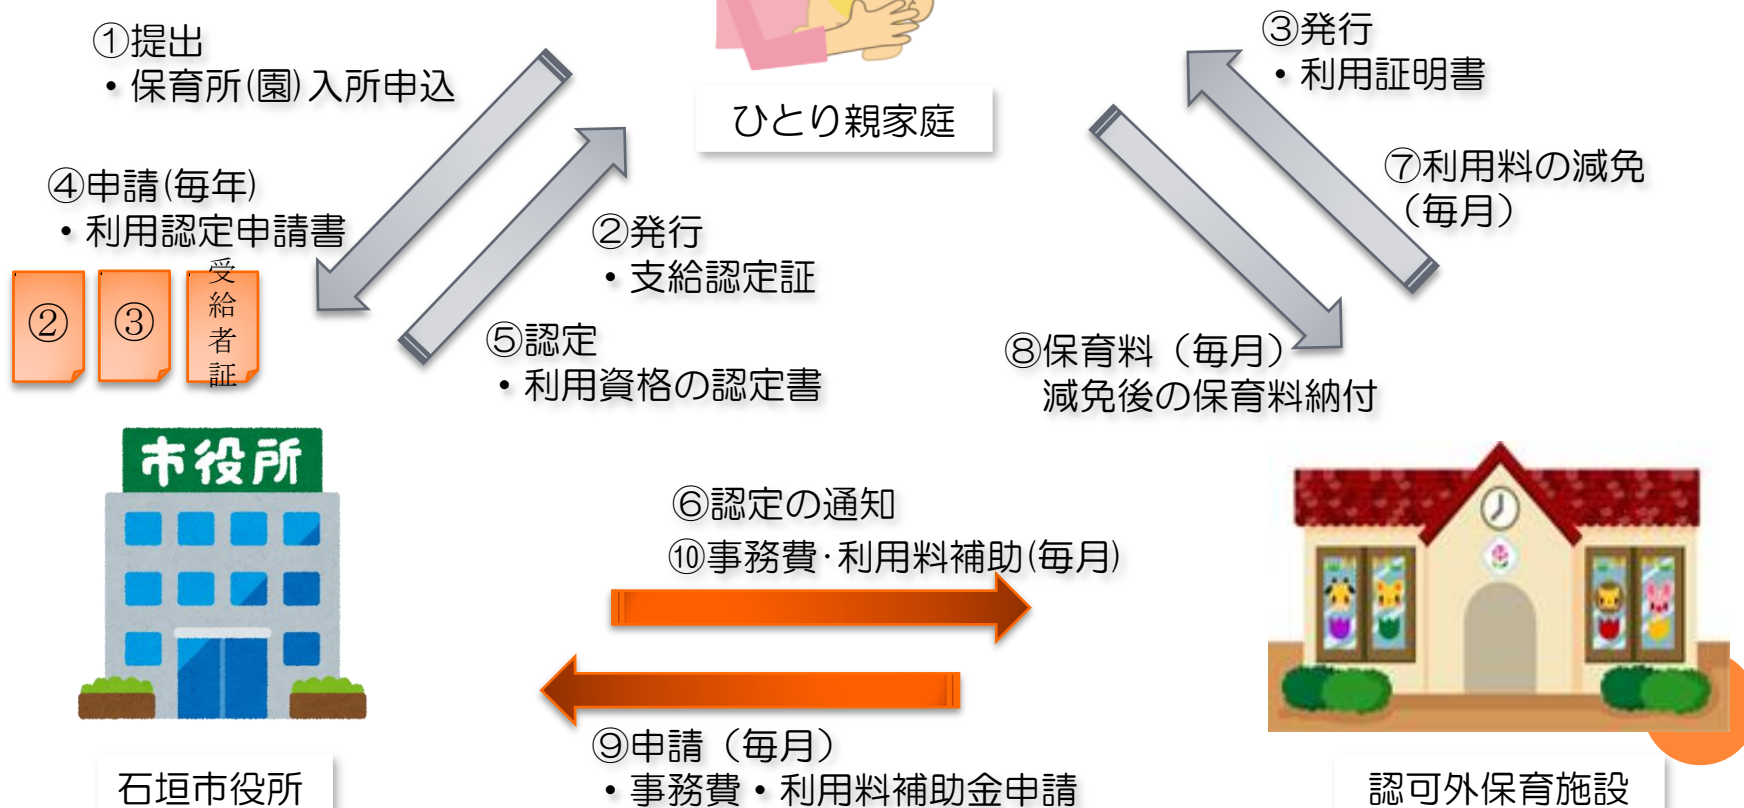 ①提出
・保育所(園)入所申込
ひとり親家庭
③発行
・利用証明書
④申請(毎年)
・利用認定申請書
②
③
受給者証
②発行
・支給認定証
⑤認定
・利用資格の認定書
⑦利用料の減免
（毎月）
⑧保育料（毎月）
減免後の保育料納付
市役所
⑥認定の通知
⑩事務費･利用料補助(毎月)
⑨申請（毎月）
・事務費・利用料補助金申請
石垣市役所
認可外保育施設